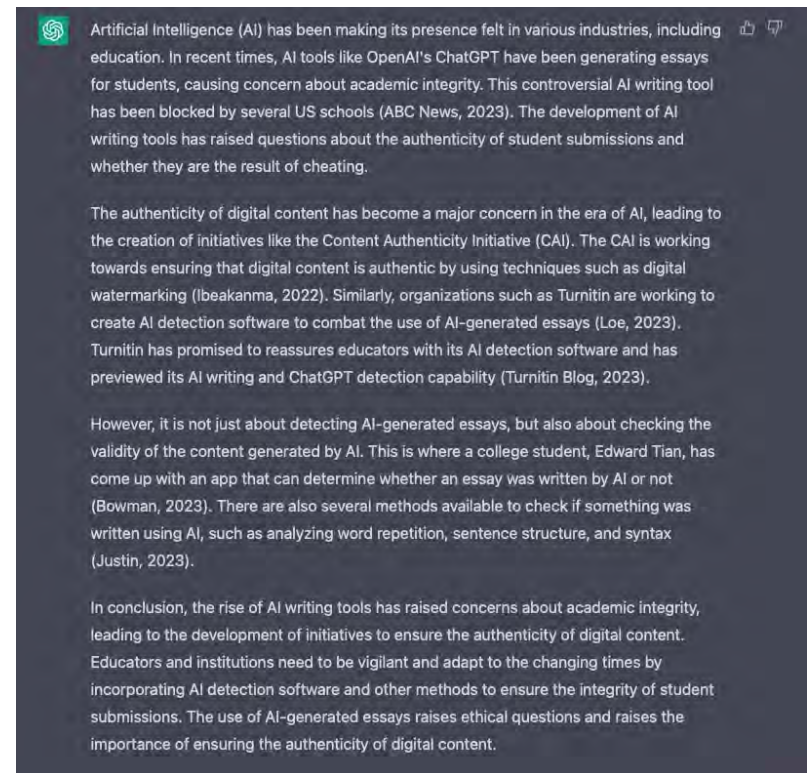 Artificial Intelligence (AI) has been making its presence felt in various industries, including
education. In recent times, AI tools like OpenAI's ChatGPT have been generating essays
for students, causing concern about academic integrity. This controversial AI writing tool
has been blocked by several US schools (ABC News, 2023). The development of AI
writing tools has raised questions about the authenticity of student submissions and
whether they are the result of cheating.
The authenticity of digital content has become a major concern in the era of AI, leading to
the creation of initiatives like the Content Authenticity Initiative (CAI). The CAI is working
towards ensuring that digital content is authentic by using techniques such as digital
watermarking (Ibeakanma, 2022). Similarly, organizations such as Turnitin are working to
create AI detection software to combat the use of AI-generated essays (Loe, 2023).
Turnitin has promised to reassures educators with its AI detection software and has
previewed its AI writing and ChatGPT detection capability (Turnitin Blog, 2023).
However, it is not just about detecting AI-generated essays, but also about checking the
validity of the content generated by AI. This is where a college student, Edward Tian, has
come up with an app that can determine whether an essay was written by AI or not
(Bowman, 2023). There are also several methods available to check if something was
written using AI, such as analyzing word repetition, sentence structure, and syntax
(Justin, 2023).
In conclusion, the rise of AI writing tools has raised concerns about academic integrity,
leading to the development of initiatives to ensure the authenticity of digital content.
Educators and institutions need to be vigilant and adapt to the changing times by
incorporating AI detection software and other methods to ensure the integrity of student
submissions. The use of AI-generated essays raises ethical questions and raises the
importance of ensuring the authenticity of digital content.